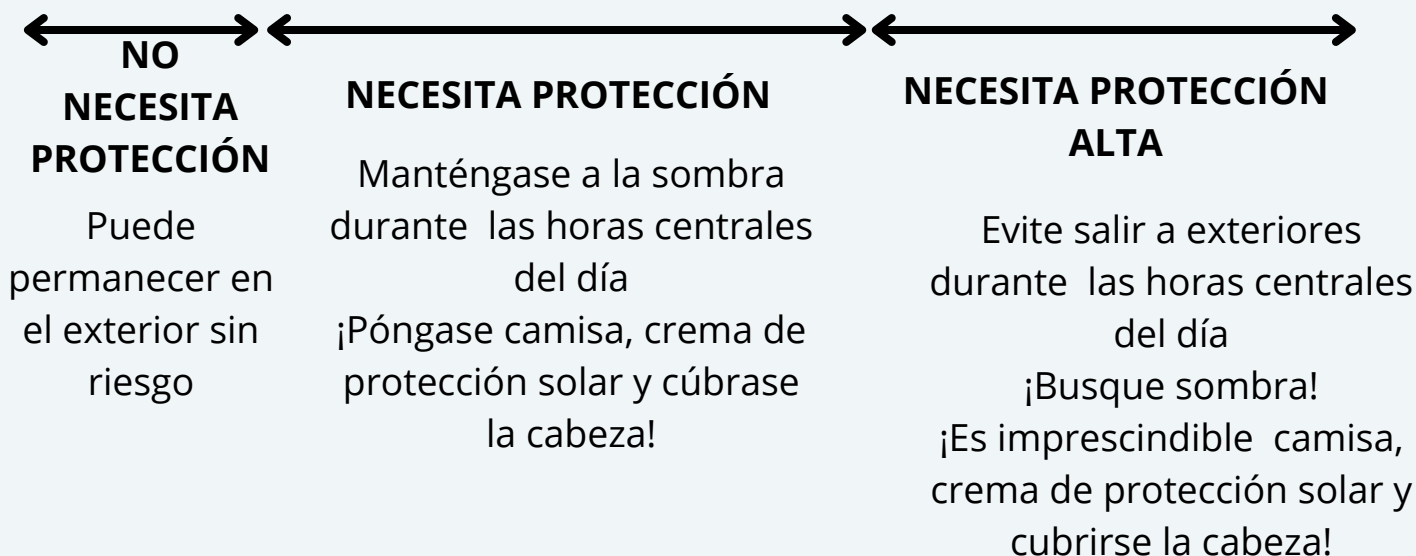 NO
NECESITA
PROTECCIÓN
Puede
permanecer en
el exterior sin
riesgo
NECESITA PROTECCIÓN
Manténgase a la sombra
durante las horas centrales
del día
¡Póngase camisa, crema de
protección solar y cúbrase
la cabeza!
NECESITA PROTECCIÓN
ALTA
Evite salir a exteriores
durante las horas centrales
del día
¡Busque sombra!
¡Es imprescindible camisa,
crema de protección solar y
cubrirse la cabeza!